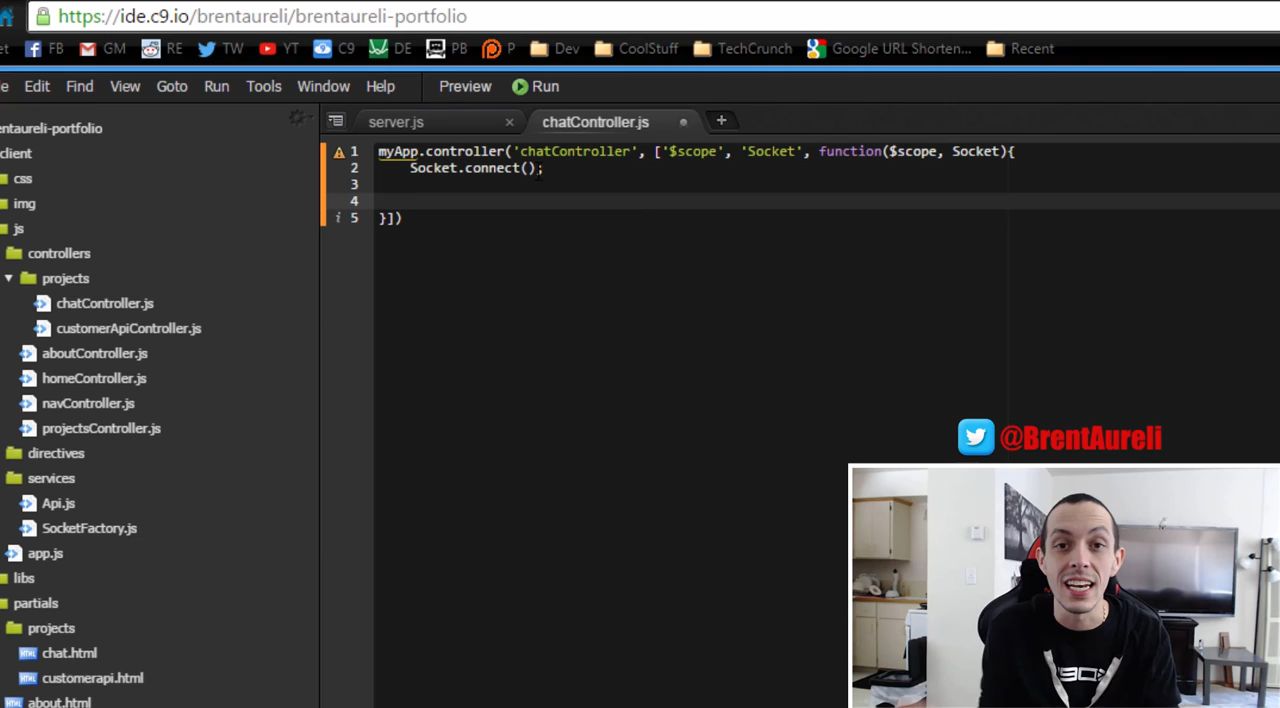 https://ide.c9.io/brentaureli/brentaureli-portfolio
et FB GM RE TW YT C9 DE PB P Dev CoolStuff TechCrunch Google URL Shorten... Recent
le Edit Find View Goto Run Tools Window Help Preview Run
entaureli-portfolio
server.js × chatController.js
client
css
img
js
controllers
projects
chatController.js
customerApiController.js
aboutController.js
homeController.js
navController.js
projectsController.js
directives
services
Api.js
SocketFactory.js
app.js
libs
partials
projects
chat.html
customerapi.html
about.html
1 myApp.controller('chatController', ['$scope', 'Socket', function($scope, Socket){
2 Socket.connect();
3
4
i 5 }])
@BrentAureli